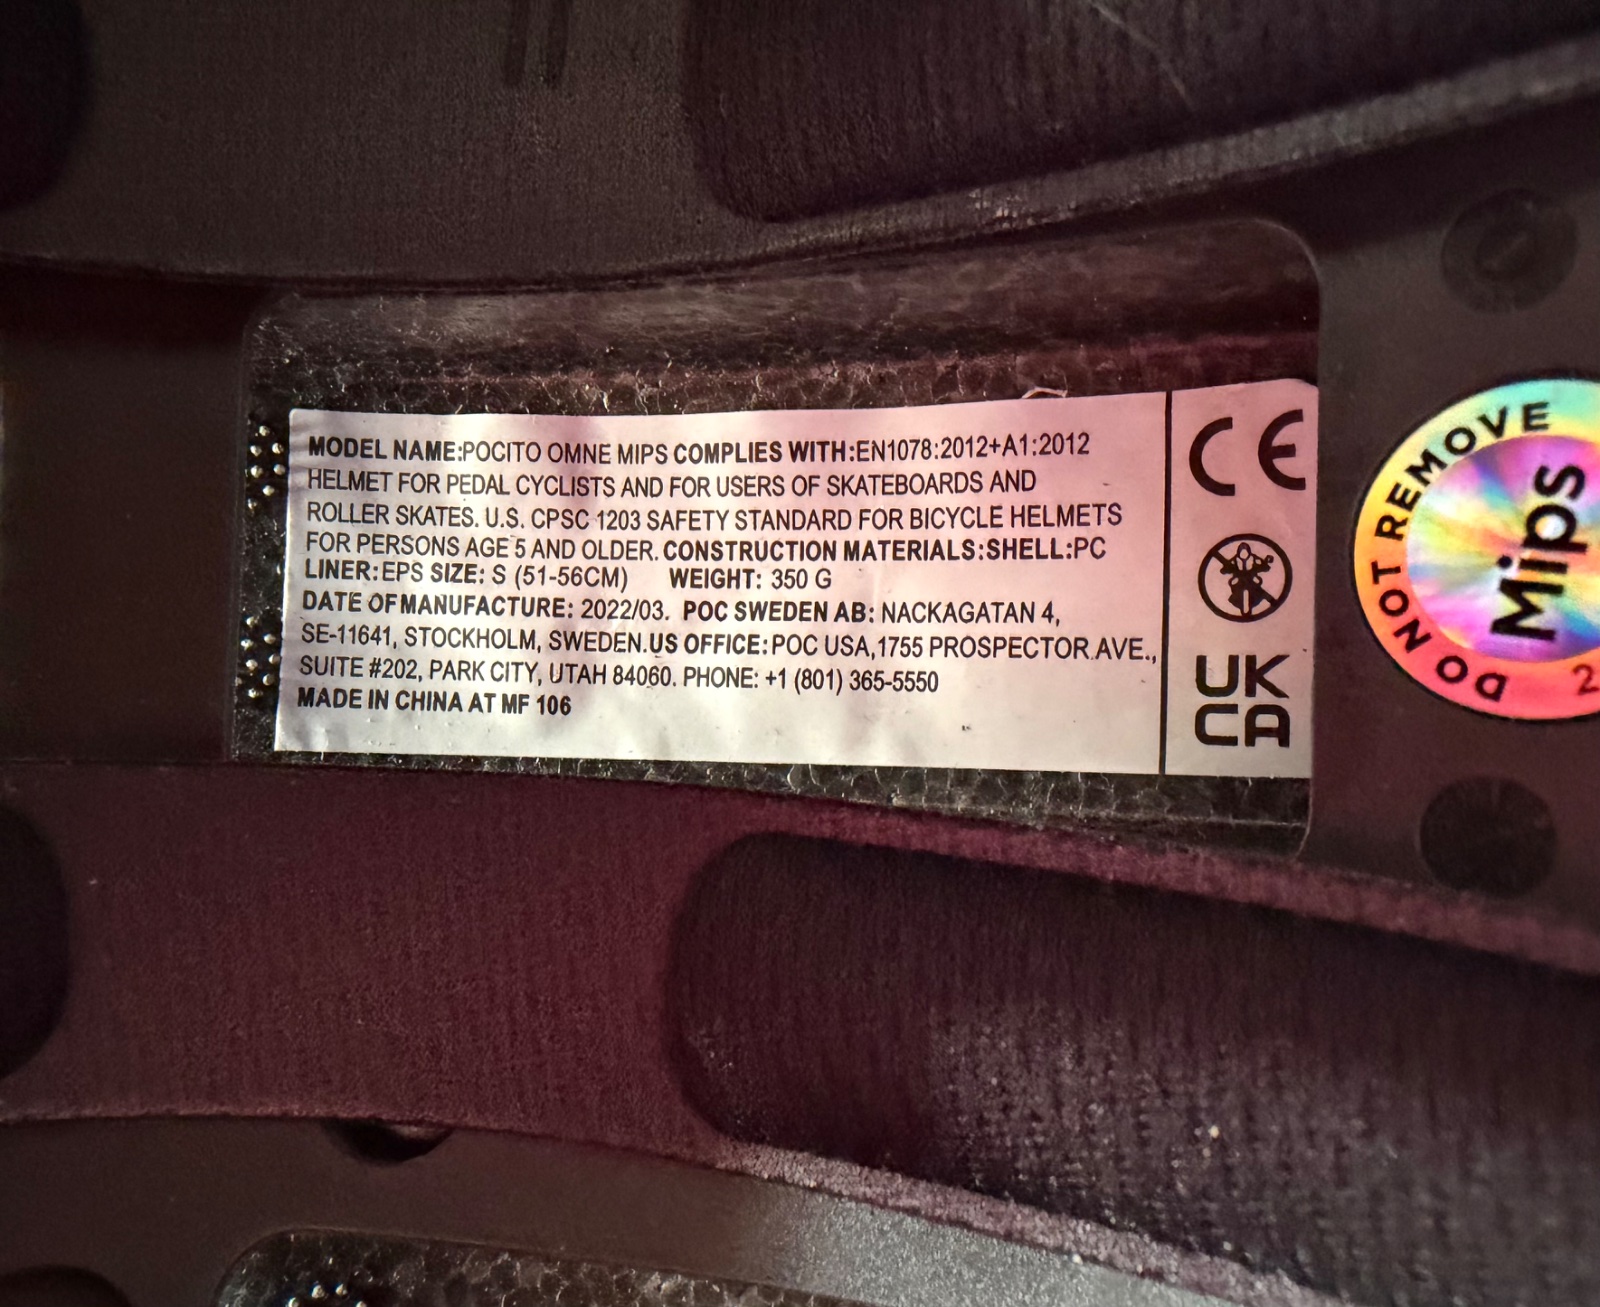 MODEL NAME:POCITO OMNE MIPS COMPLIES WITH:EN1078:2012+A1:2012
HELMET FOR PEDAL CYCLISTS AND FOR USERS OF SKATEBOARDS AND
ROLLER SKATES. U.S. CPSC 1203 SAFETY STANDARD FOR BICYCLE HELMETS
FOR PERSONS AGE 5 AND OLDER. CONSTRUCTION MATERIALS:SHELL:PC
LINER:EPS SIZE: S (51-56CM) WEIGHT: 350 G
DATE OF MANUFACTURE: 2022/03. POC SWEDEN AB: NACKAGATAN 4,
SE-11641, STOCKHOLM, SWEDEN.US OFFICE:POC USA,1755 PROSPECTOR AVE.,
SUITE #202, PARK CITY, UTAH 84060. PHONE: +1 (801) 365-5550
MADE IN CHINA AT MF 106
CE
UK
CA
DO NOT REMOVE
Mips
2